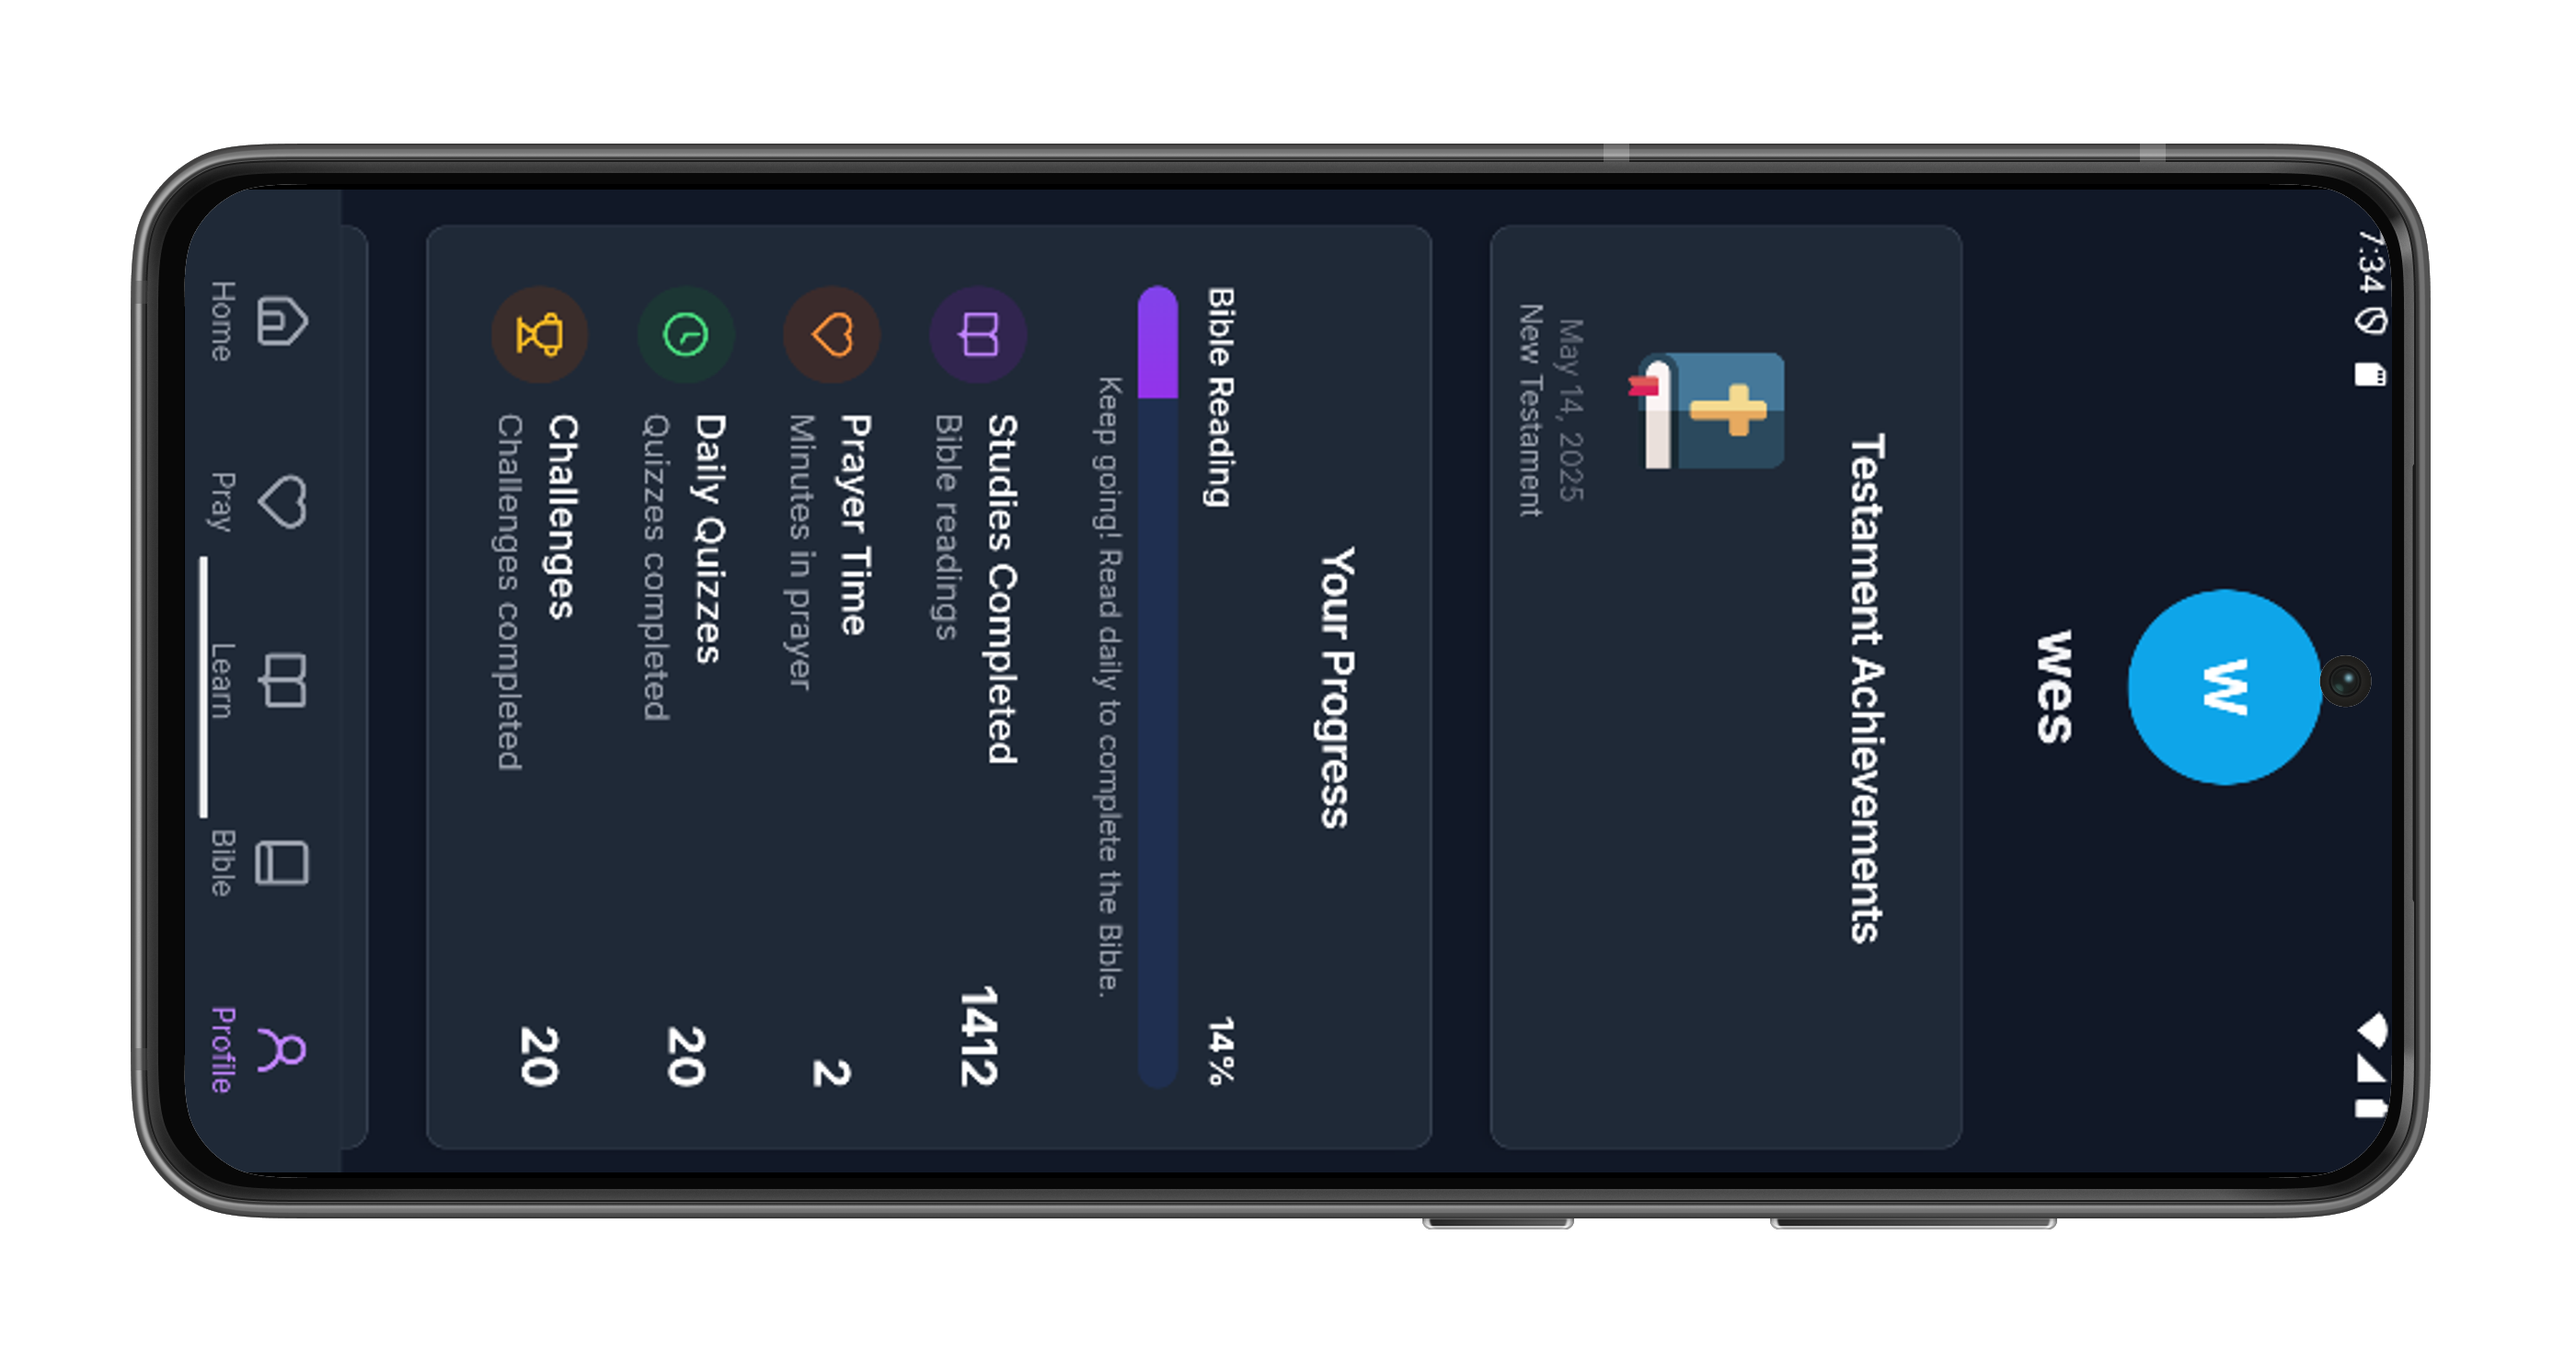 7:34
W
wes
Testament Achievements
May 14, 2025
New Testament
Your Progress
Bible Reading 14%
Keep going! Read daily to complete the Bible.
Studies Completed
Bible readings
1412
Prayer Time
Minutes in prayer
2
Daily Quizzes
Quizzes completed
20
Challenges
Challenges completed
20
Home Pray Learn Bible Profile